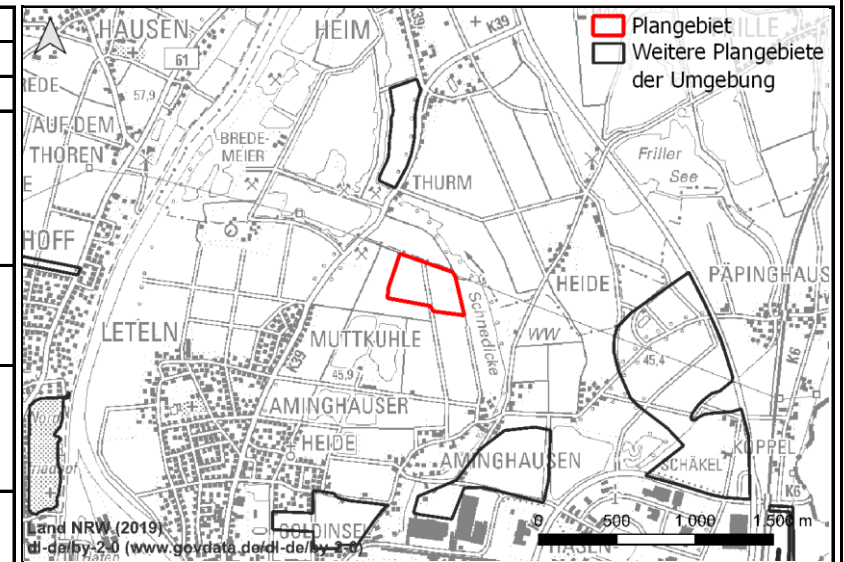 HAUSEN
HEIM
K39
K39
Plangebiet
Weitere Plangebiete
der Umgebung
61
57,9
AUF DEM
THOREN
BREDE-
MEIER
Friller
See
THURM
HOFF
HEIDE
PÄPINGHAUS
Schnedicke
LETELN
MUTTKUHLE
WW
K39
45,9
45,4
K6
AMINGHAUSER
HEIDE
AMINGHAUSEN
KÖPPEL
SCHÄKEL
K6
GOLDINSEL
HASEN-
0 500 1 000 1 500 m
Land NRW (2019)
dl-de/by-2-0 (www.govdata.de/dl-de/by-2-0)